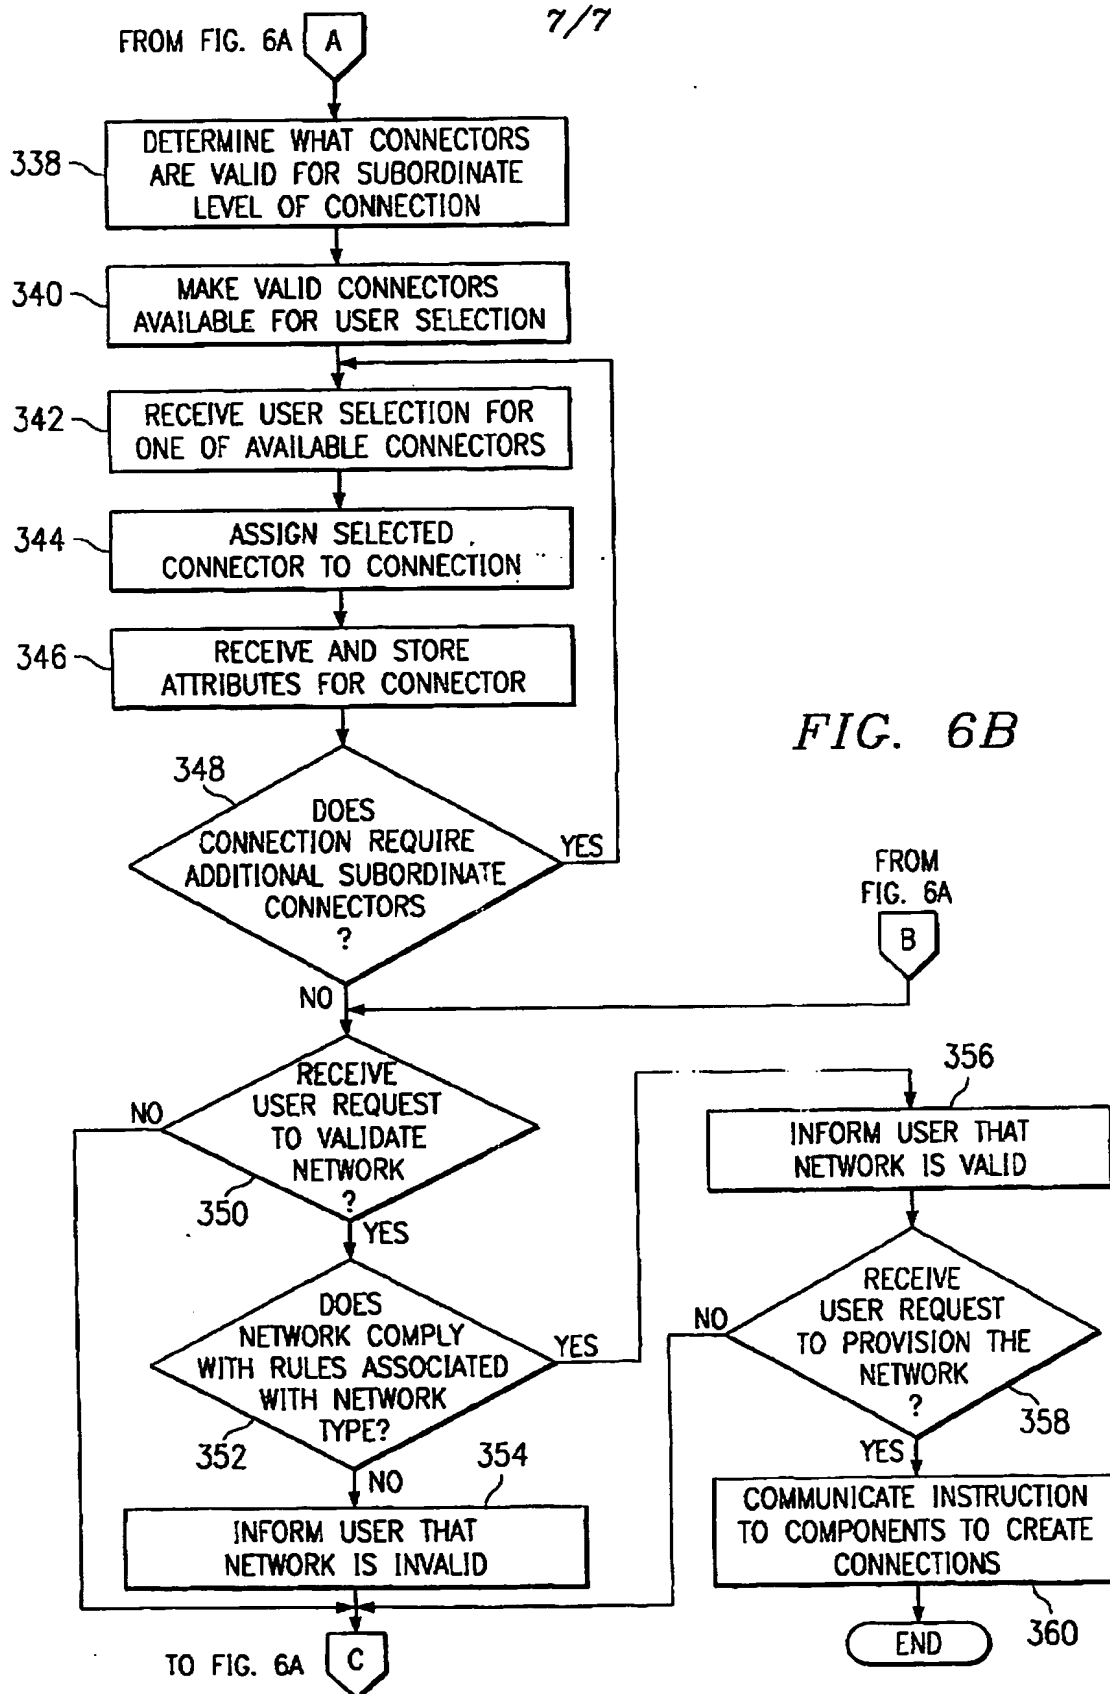 7/7
FROM FIG. 6A
A
338
DETERMINE WHAT CONNECTORS
ARE VALID FOR SUBORDINATE
LEVEL OF CONNECTION
340
MAKE VALID CONNECTORS
AVAILABLE FOR USER SELECTION
342
RECEIVE USER SELECTION FOR
ONE OF AVAILABLE CONNECTORS
344
ASSIGN SELECTED
CONNECTOR TO CONNECTION
346
RECEIVE AND STORE
ATTRIBUTES FOR CONNECTOR
FIG. 6B
348
DOES
CONNECTION REQUIRE
ADDITIONAL SUBORDINATE
CONNECTORS
?
YES
NO
FROM
FIG. 6A
B
350
RECEIVE
USER REQUEST
TO VALIDATE
NETWORK
?
NO
YES
352
DOES
NETWORK COMPLY
WITH RULES ASSOCIATED
WITH NETWORK
TYPE?
YES
NO
354
INFORM USER THAT
NETWORK IS INVALID
356
INFORM USER THAT
NETWORK IS VALID
RECEIVE
USER REQUEST
TO PROVISION THE
NETWORK
?
NO
358
YES
COMMUNICATE INSTRUCTION
TO COMPONENTS TO CREATE
CONNECTIONS
360
END
TO FIG. 6A
C